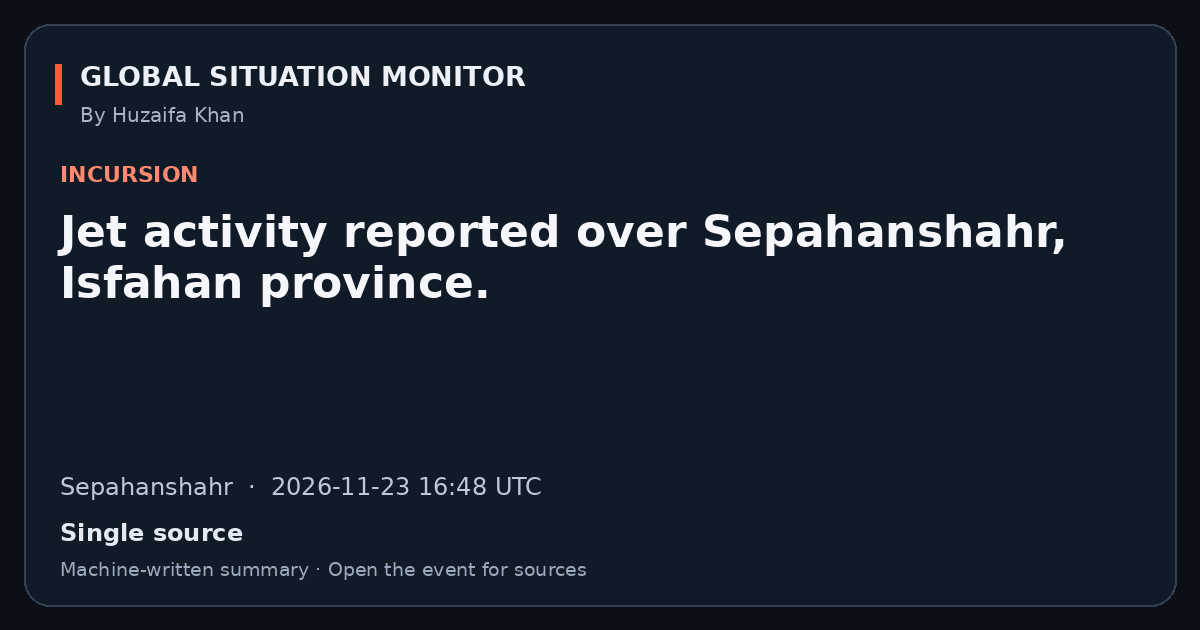 GLOBAL SITUATION MONITOR
By Huzaifa Khan
INCURSION
Jet activity reported over Sepahanshahr,
Isfahan province.
Sepahanshahr · 2026-11-23 16:48 UTC
Single source
Machine-written summary · Open the event for sources